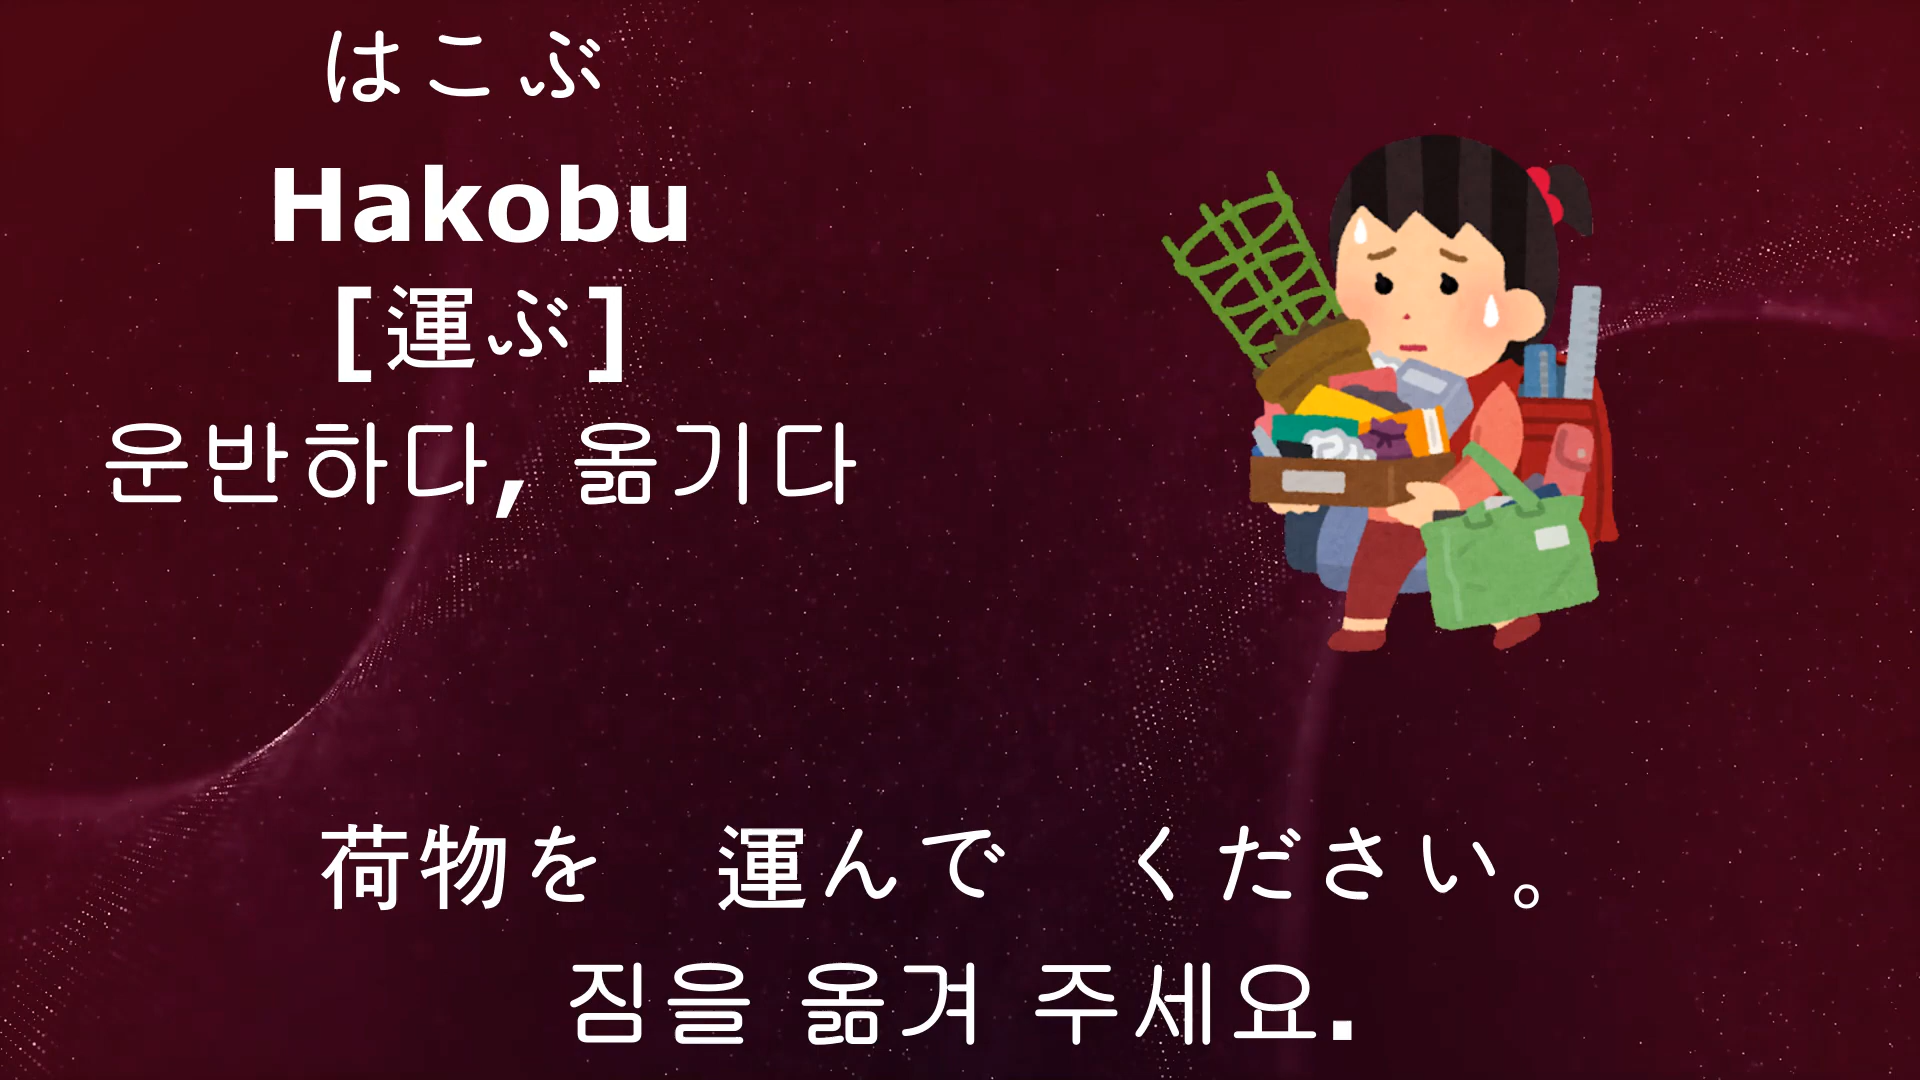 はこぶ
Hakobu
[運ぶ]
운반하다, 옮기다
荷物を　運んで　ください。
짐을 옮겨 주세요.